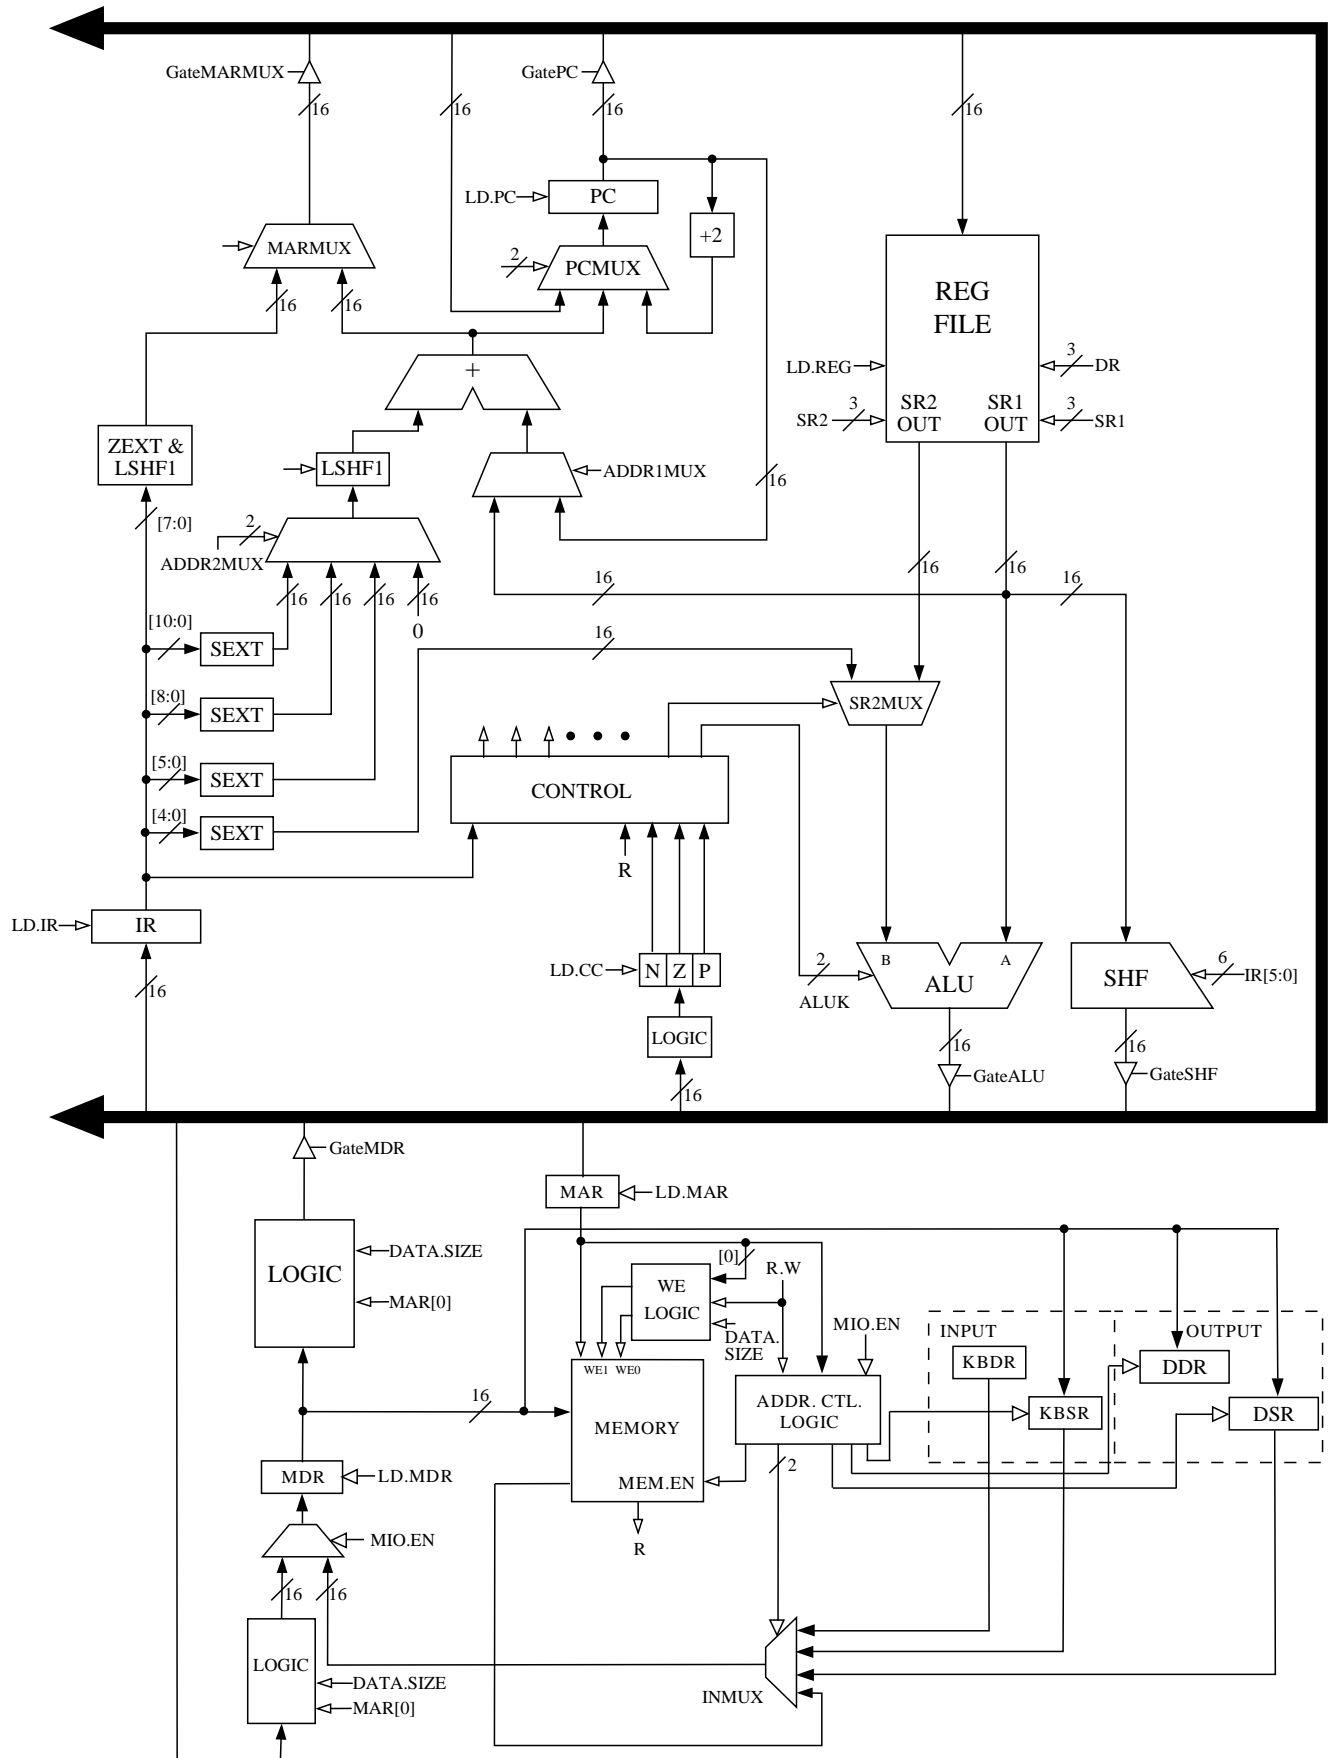 GateMARMUX
GatePC
16
16
16
16
LD.PC
PC
+2
MARMUX
2
PCMUX
16
16
REG
FILE
+
LD.REG
3
DR
SR2
3
SR2
OUT
SR1
OUT
3
SR1
ZEXT &
LSHF1
LSHF1
ADDR1MUX
16
[7:0]
2
ADDR2MUX
16
16
16
16
0
16
16
16
16
[10:0]
SEXT
16
[8:0]
SEXT
SR2MUX
[5:0]
SEXT
CONTROL
[4:0]
SEXT
R
LD.IR
IR
16
LD.CC
N
Z
P
LOGIC
16
2
ALUK
B
A
ALU
SHF
6
IR[5:0]
16
16
GateALU
GateSHF
GateMDR
MAR
LD.MAR
LOGIC
DATA.SIZE
MAR[0]
[0]
R.W
WE
LOGIC
DATA.
SIZE
MIO.EN
INPUT
OUTPUT
KBDR
DDR
WE1
WE0
16
MEMORY
ADDR. CTL.
LOGIC
KBSR
DSR
MDR
LD.MDR
MEM.EN
2
R
MIO.EN
16
16
LOGIC
DATA.SIZE
MAR[0]
INMUX